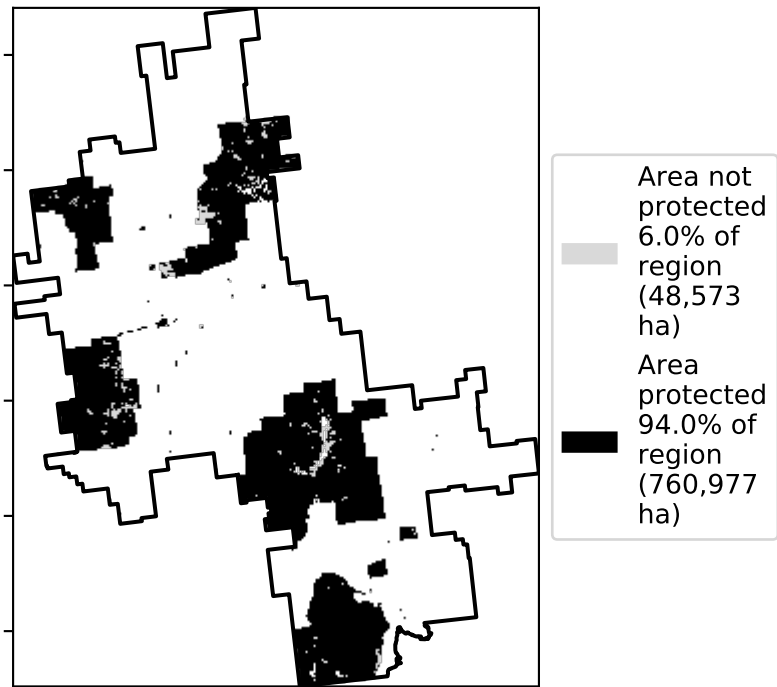 Area not
protected
6.0% of
region
(48,573
ha)
Area
protected
94.0% of
region
(760,977
ha)